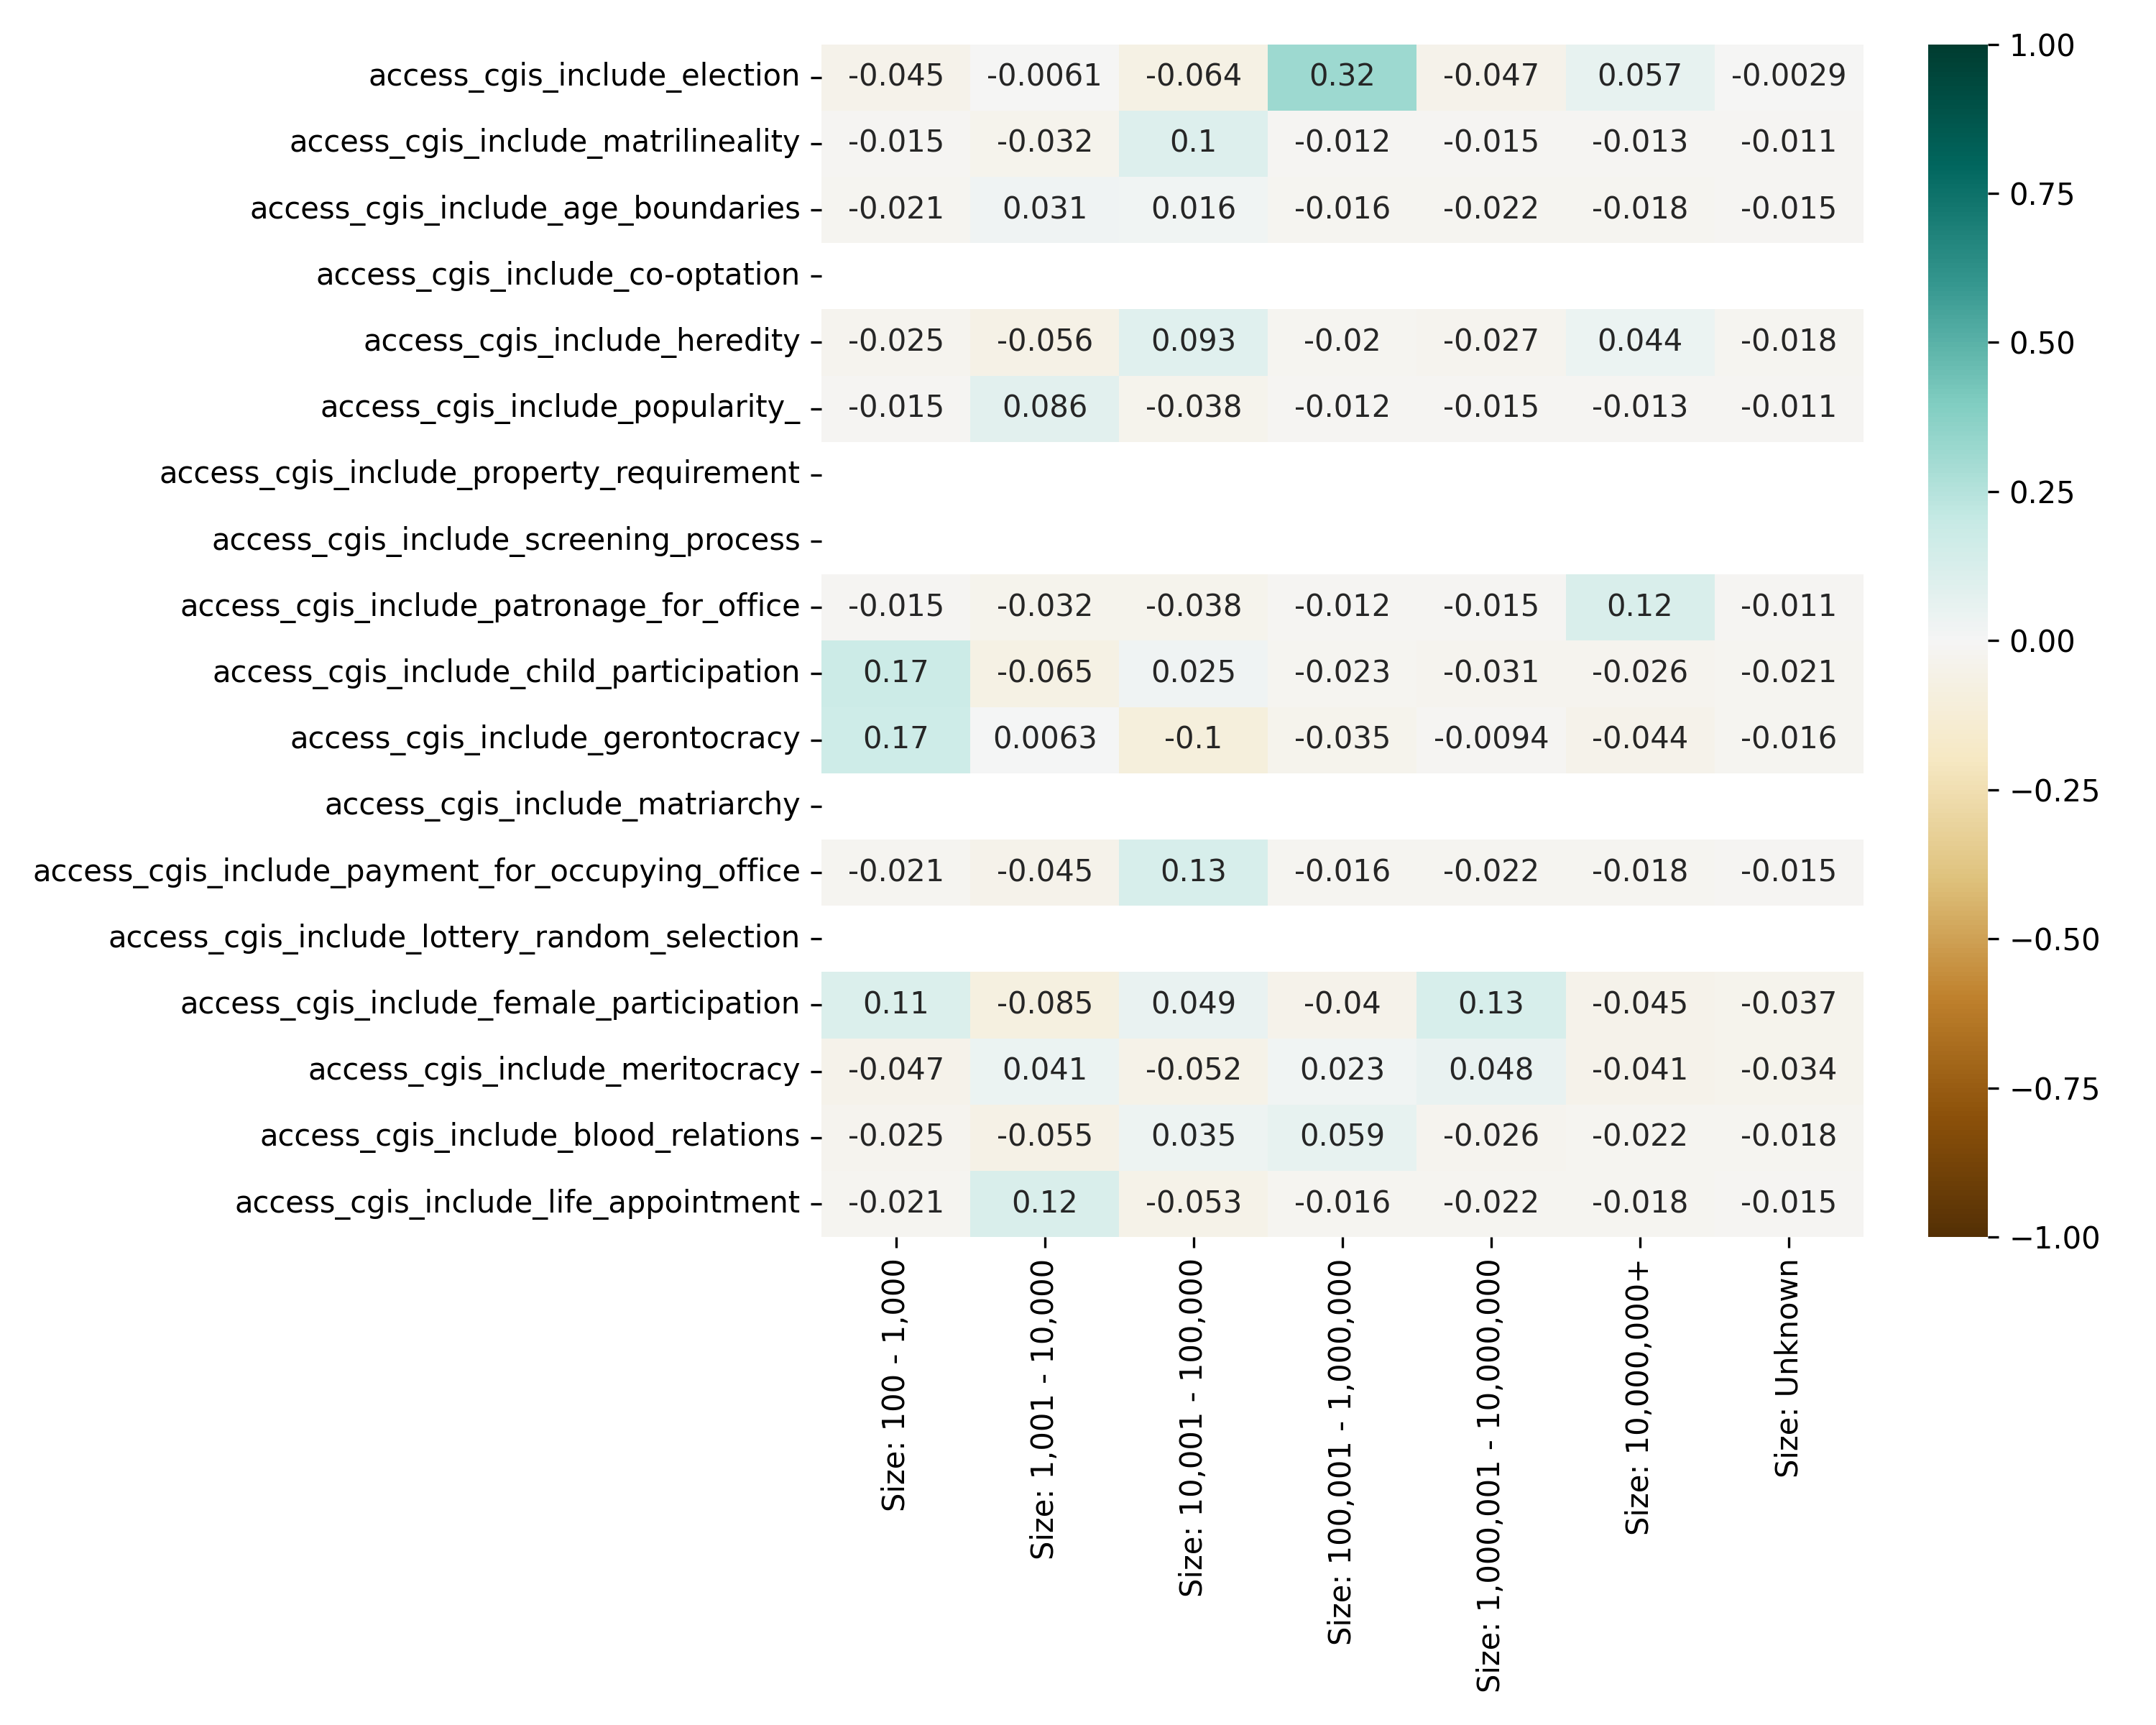 access_cgis_include_election -0.045 -0.0061 -0.064 0.32 -0.047 0.057 -0.0029
access_cgis_include_matrilineality -0.015 -0.032 0.1 -0.012 -0.015 -0.013 -0.011
access_cgis_include_age_boundaries -0.021 0.031 0.016 -0.016 -0.022 -0.018 -0.015
access_cgis_include_co-optation
access_cgis_include_heredity -0.025 -0.056 0.093 -0.02 -0.027 0.044 -0.018
access_cgis_include_popularity_ -0.015 0.086 -0.038 -0.012 -0.015 -0.013 -0.011
access_cgis_include_property_requirement
access_cgis_include_screening_process
access_cgis_include_patronage_for_office -0.015 -0.032 -0.038 -0.012 -0.015 0.12 -0.011
access_cgis_include_child_participation 0.17 -0.065 0.025 -0.023 -0.031 -0.026 -0.021
access_cgis_include_gerontocracy 0.17 0.0063 -0.1 -0.035 -0.0094 -0.044 -0.016
access_cgis_include_matriarchy
access_cgis_include_payment_for_occupying_office -0.021 -0.045 0.13 -0.016 -0.022 -0.018 -0.015
access_cgis_include_lottery_random_selection
access_cgis_include_female_participation 0.11 -0.085 0.049 -0.04 0.13 -0.045 -0.037
access_cgis_include_meritocracy -0.047 0.041 -0.052 0.023 0.048 -0.041 -0.034
access_cgis_include_blood_relations -0.025 -0.055 0.035 0.059 -0.026 -0.022 -0.018
access_cgis_include_life_appointment -0.021 0.12 -0.053 -0.016 -0.022 -0.018 -0.015
Size: 100 - 1,000
Size: 1,001 - 10,000
Size: 10,001 - 100,000
Size: 100,001 - 1,000,000
Size: 1,000,001 - 10,000,000
Size: 10,000,000+
Size: Unknown
1.00
0.75
0.50
0.25
0.00
−0.25
−0.50
−0.75
−1.00